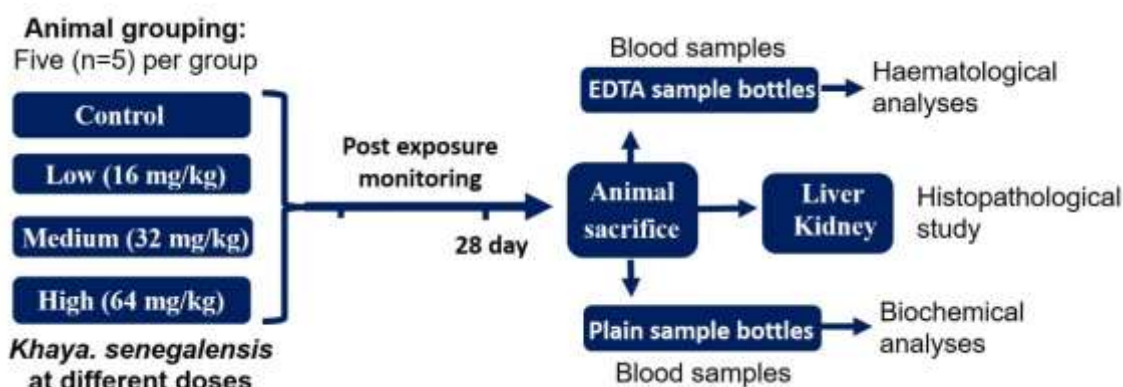 Animal grouping:
Five (n=5) per group
Control
Low (16 mg/kg)
Medium (32 mg/kg)
High (64 mg/kg)
Khaya. senegalensis
at different doses
Post exposure
monitoring
28 day
Animal
sacrifice
Blood samples
EDTA sample bottles
Haematological
analyses
Liver
Kidney
Histopathological
study
Plain sample bottles
Blood samples
Biochemical
analyses